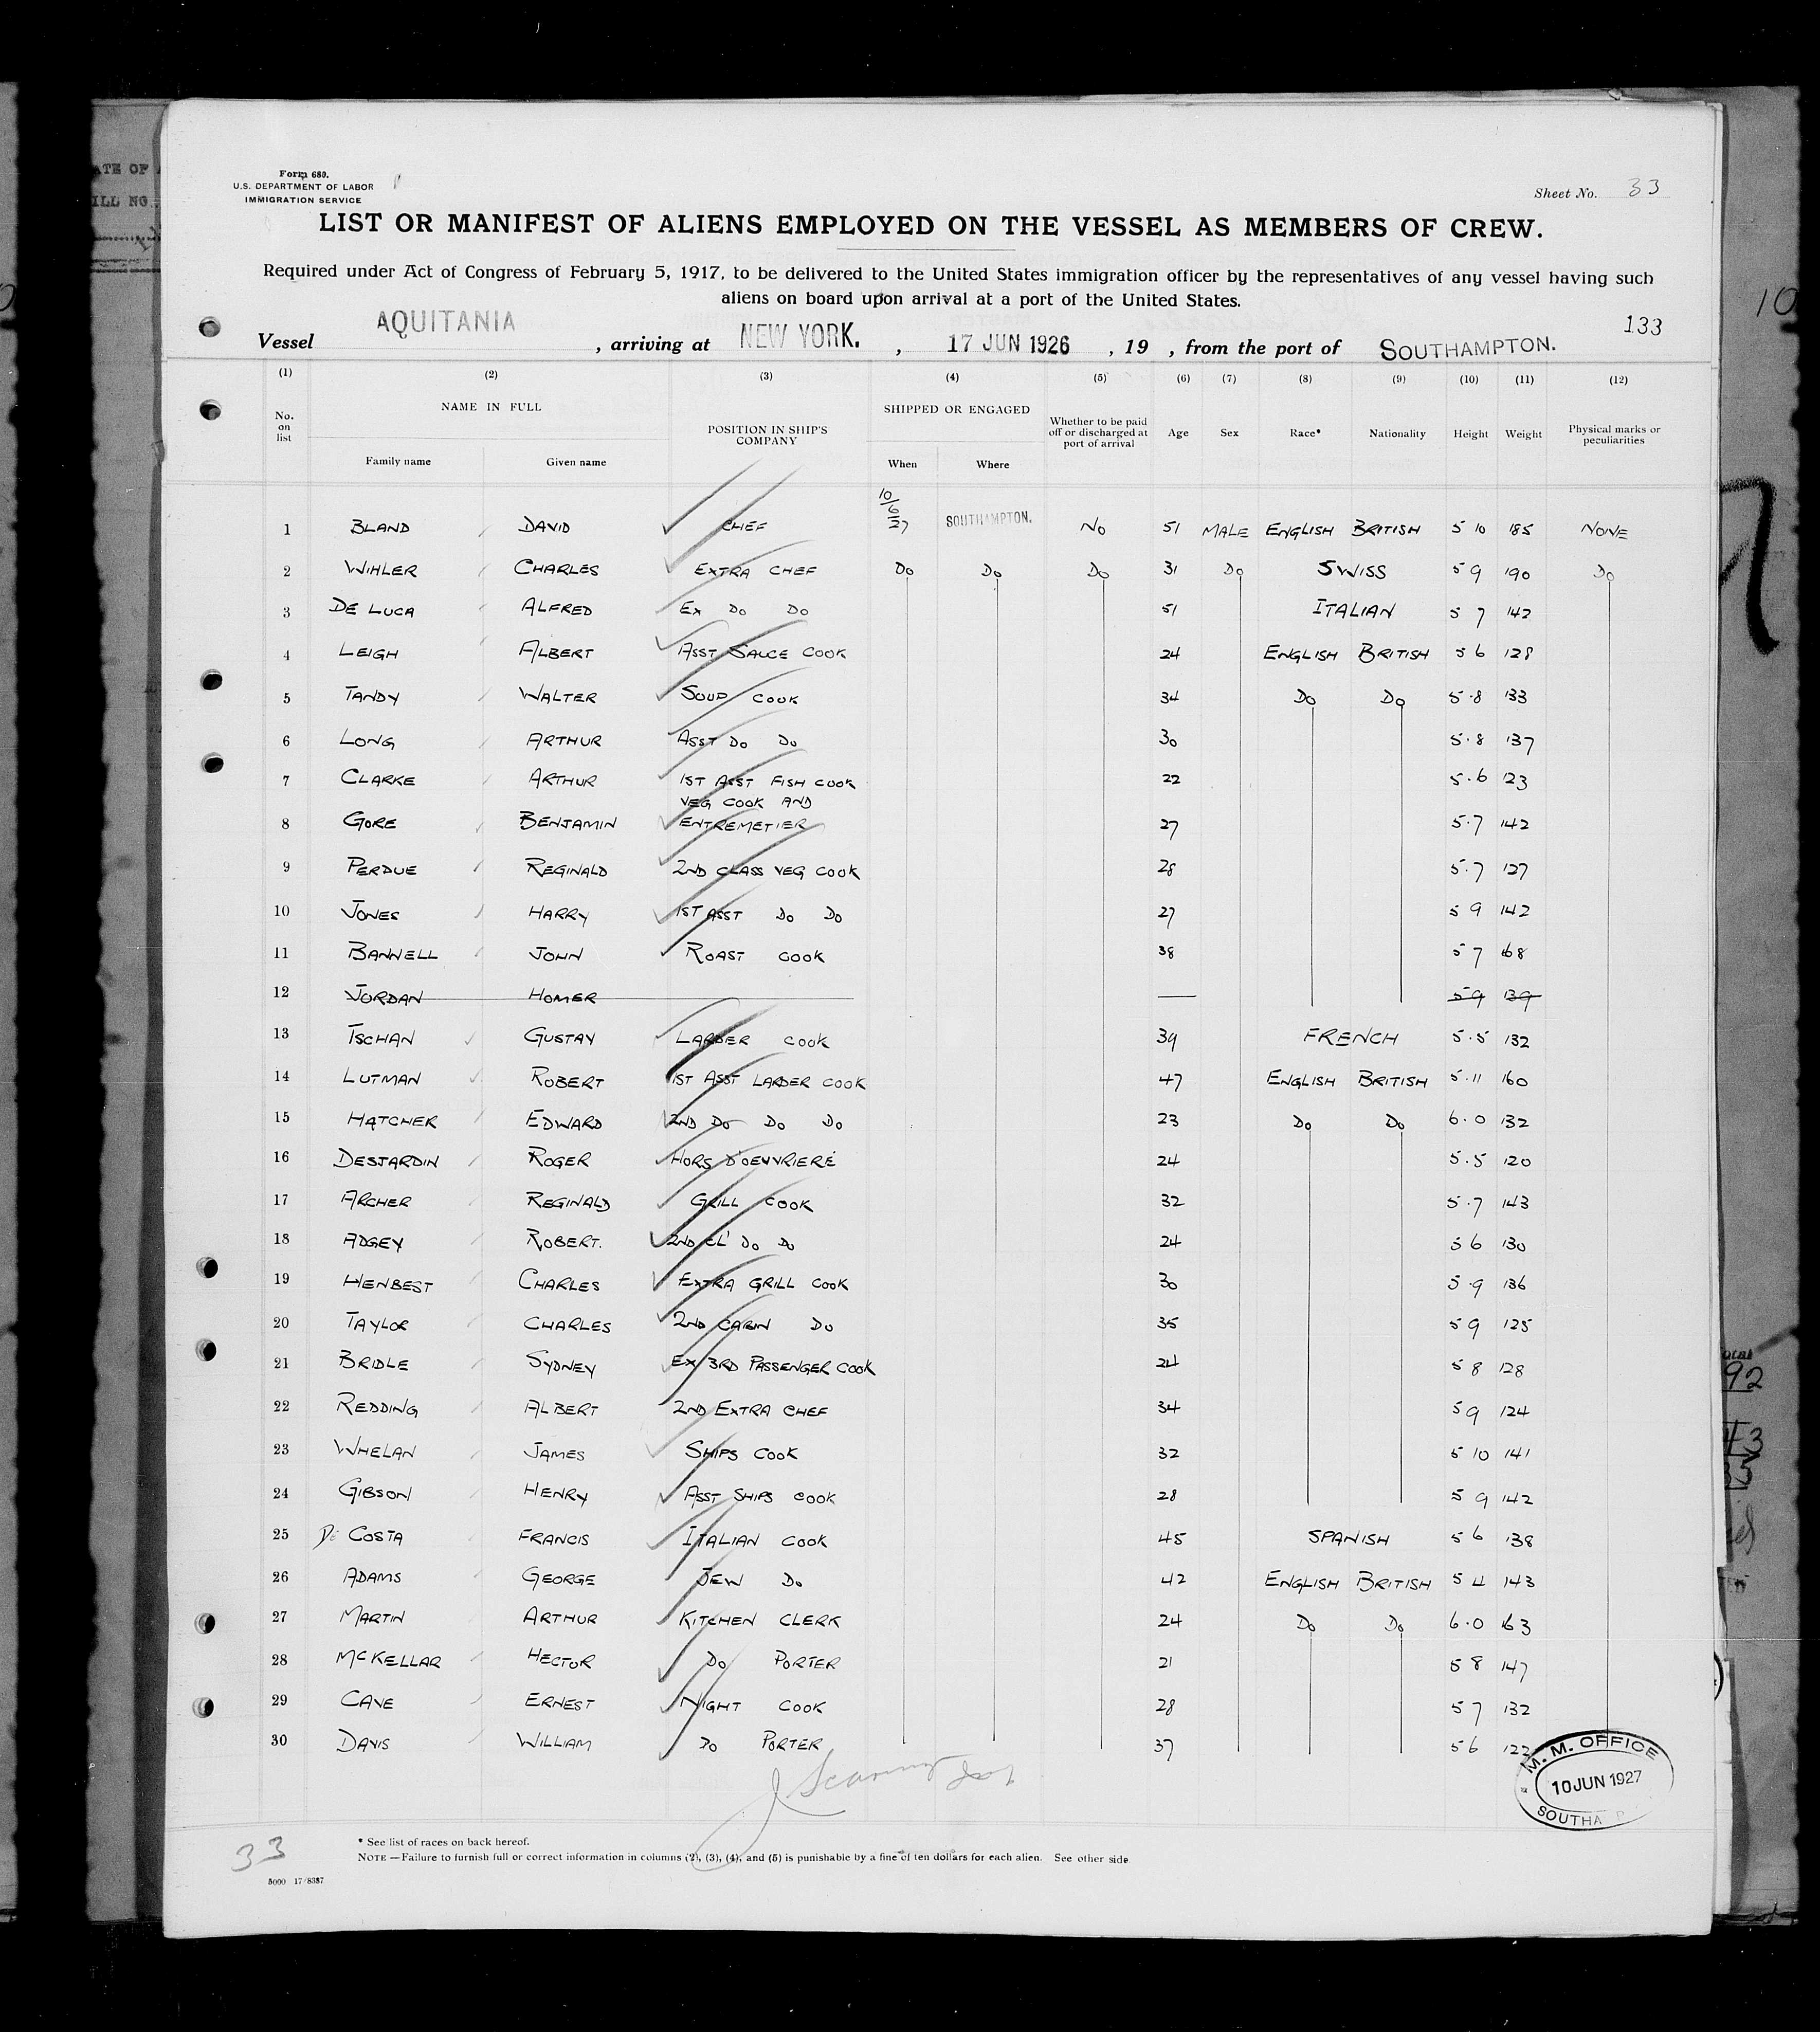 Form 680.
U.S. DEPARTMENT OF LABOR
IMMIGRATION SERVICE
Sheet No. 33
LIST OR MANIFEST OF ALIENS EMPLOYED ON THE VESSEL AS MEMBERS OF CREW.
Required under Act of Congress of February 5, 1917, to be delivered to the United States immigration officer by the representatives of any vessel having such
aliens on board upon arrival at a port of the United States.
133
Vessel AQUITANIA , arriving at NEW YORK. , 17 JUN 1926 , 19 , from the port of SOUTHAMPTON.
(1) (2) (3) (4) (5) (6) (7) (8) (9) (10) (11) (12)
No. on list NAME IN FULL Family name Given name POSITION IN SHIP'S COMPANY SHIPPED OR ENGAGED When Where Whether to be paid off or discharged at port of arrival Age Sex Race* Nationality Height Weight Physical marks or peculiarities
1 BLAND DAVID CHEF 10/6/27 SOUTHAMPTON. NO 51 MALE ENGLISH BRITISH 5 10 185 NONE
2 WIHLER CHARLES EXTRA CHEF DO DO DO 31 DO SWISS 5 9 190 DO
3 DE LUCA ALFRED EX DO DO 51 ITALIAN 5 7 142
4 LEIGH ALBERT ASST SAUCE COOK 24 ENGLISH BRITISH 5 6 128
5 TANDY WALTER SOUP COOK 34 DO DO 5.8 133
6 LONG ARTHUR ASST DO DO 30 5.8 137
7 CLARKE ARTHUR 1ST ASST FISH COOK 22 5.6 123
8 GORE BENJAMIN VEG COOK AND ENTREMETIER 27 5.7 142
9 PERDUE REGINALD 2ND CLASS VEG COOK 28 5.7 127
10 JONES HARRY 1ST ASST DO DO 27 5 9 142
11 BANWELL JOHN ROAST COOK 38 5 7 168
12 JORDAN HOMER 5 9 139
13 TSCHAN GUSTAV LARDER COOK 39 FRENCH 5.5 132
14 LUTMAN ROBERT 1ST ASST LARDER COOK 47 ENGLISH BRITISH 5.11 160
15 HATCHER EDWARD 2ND DO DO DO 23 DO DO 6.0 132
16 DESJARDIN ROGER HORS D'OEUVRIERÉ 24 5.5 120
17 ARCHER REGINALD GRILL COOK 32 5.7 143
18 ADGEY ROBERT. 2ND CL' DO DO 24 5 6 130
19 HENBEST CHARLES EXTRA GRILL COOK 30 5.9 136
20 TAYLOR CHARLES 2ND CABIN DO 35 5 9 125
21 BRIDLE SYDNEY EX 3RD PASSENGER COOK 24 5 8 128
22 REDDING ALBERT 2ND EXTRA CHEF 34 5 9 124
23 WHELAN JAMES SHIPS COOK 32 5 10 141
24 GIBSON HENRY ASST SHIPS COOK 28 5 9 142
25 DE COSTA FRANCIS ITALIAN COOK 45 SPANISH 5 6 138
26 ADAMS GEORGE JEW DO 42 ENGLISH BRITISH 5 4 143
27 MARTIN ARTHUR KITCHEN CLERK 24 DO DO 6.0 163
28 MCKELLAR HECTOR DO PORTER 21 5 8 147
29 CAVE ERNEST NIGHT COOK 28 5 7 132
30 DAVIS WILLIAM DO PORTER 37 5 6 122
M. M. OFFICE
10 JUN 1927
33
* See list of races on back hereof.
NOTE—Failure to furnish full or correct information in columns (2), (3), (4), and (5) is punishable by a fine of ten dollars for each alien. See other side.
5000 17/8387